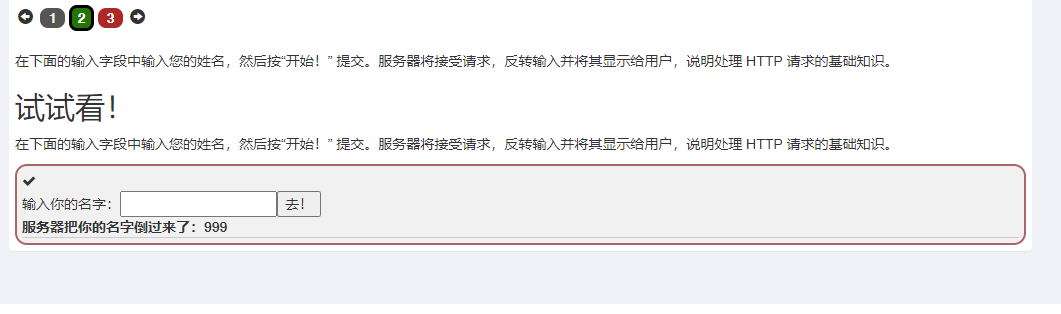 1 2 3
在下面的输入字段中输入您的姓名，然后按“开始！” 提交。服务器将接受请求，反转输入并将其显示给用户，说明处理 HTTP 请求的基础知识。
试试看！
在下面的输入字段中输入您的姓名，然后按“开始！” 提交。服务器将接受请求，反转输入并将其显示给用户，说明处理 HTTP 请求的基础知识。
输入你的名字： 去！
服务器把你的名字倒过来了：999